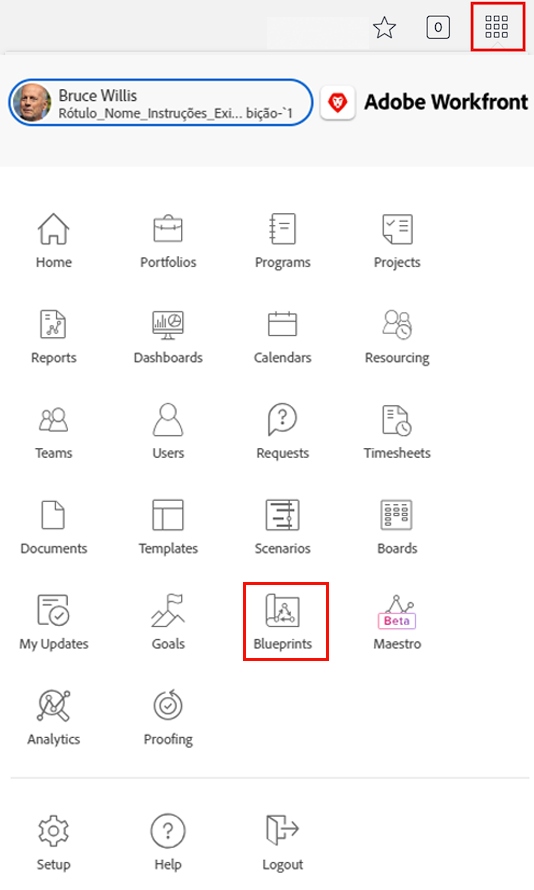 0
Bruce Willis
Rótulo_Nome_Instruções_Exi... bição-`1
Adobe Workfront
Home
Portfolios
Programs
Projects
Reports
Dashboards
Calendars
Resourcing
Teams
Users
Requests
Timesheets
Documents
Templates
Scenarios
Boards
My Updates
Goals
Blueprints
Beta
Maestro
Analytics
Proofing
Setup
Help
Logout